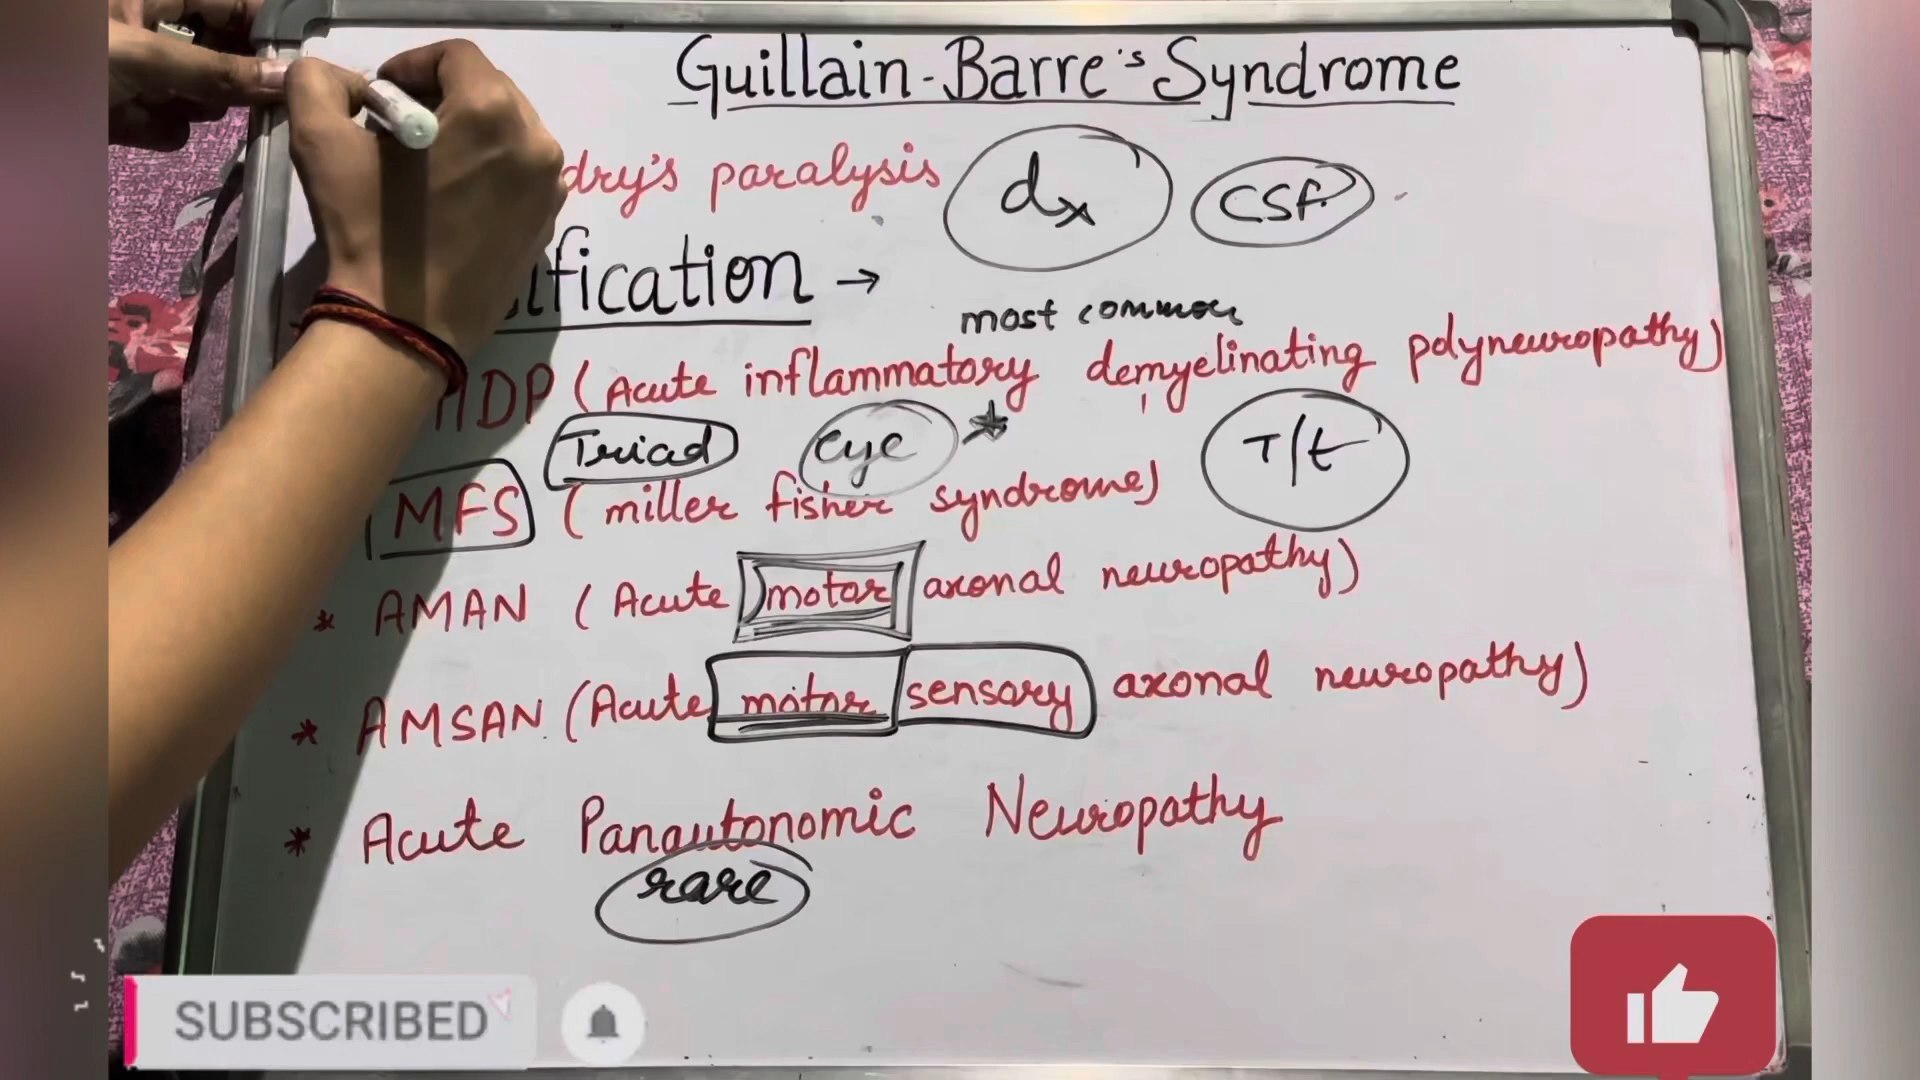 Guillain-Barre's Syndrome
dry's paralysis
dx
CSF
ification →
most common
IDP (Acute inflammatory demyelinating polyneuropathy)
Triad
eye
T/t
MFS (miller fisher syndrome)
* AMAN (Acute motor axonal neuropathy)
* AMSAN (Acute motor sensory axonal neuropathy)
* Acute Panautonomic Neuropathy
rare
SUBSCRIBED